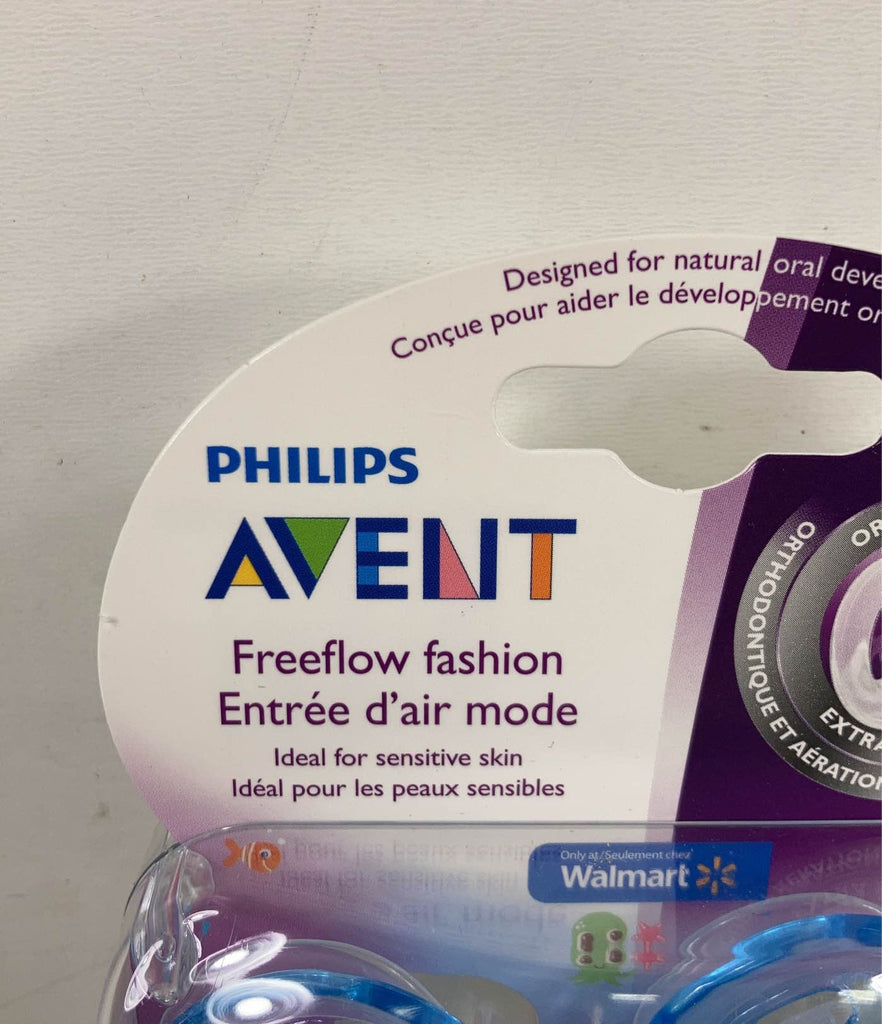 Designed for natural oral deve
Conçue pour aider le développement or
PHILIPS
AVENT
Freeflow fashion
Entrée d'air mode
Ideal for sensitive skin
Idéal pour les peaux sensibles
ORTHODONTIQUE ET AÉRATION
OR
EXTRA
Only at/Seulement chez
Walmart